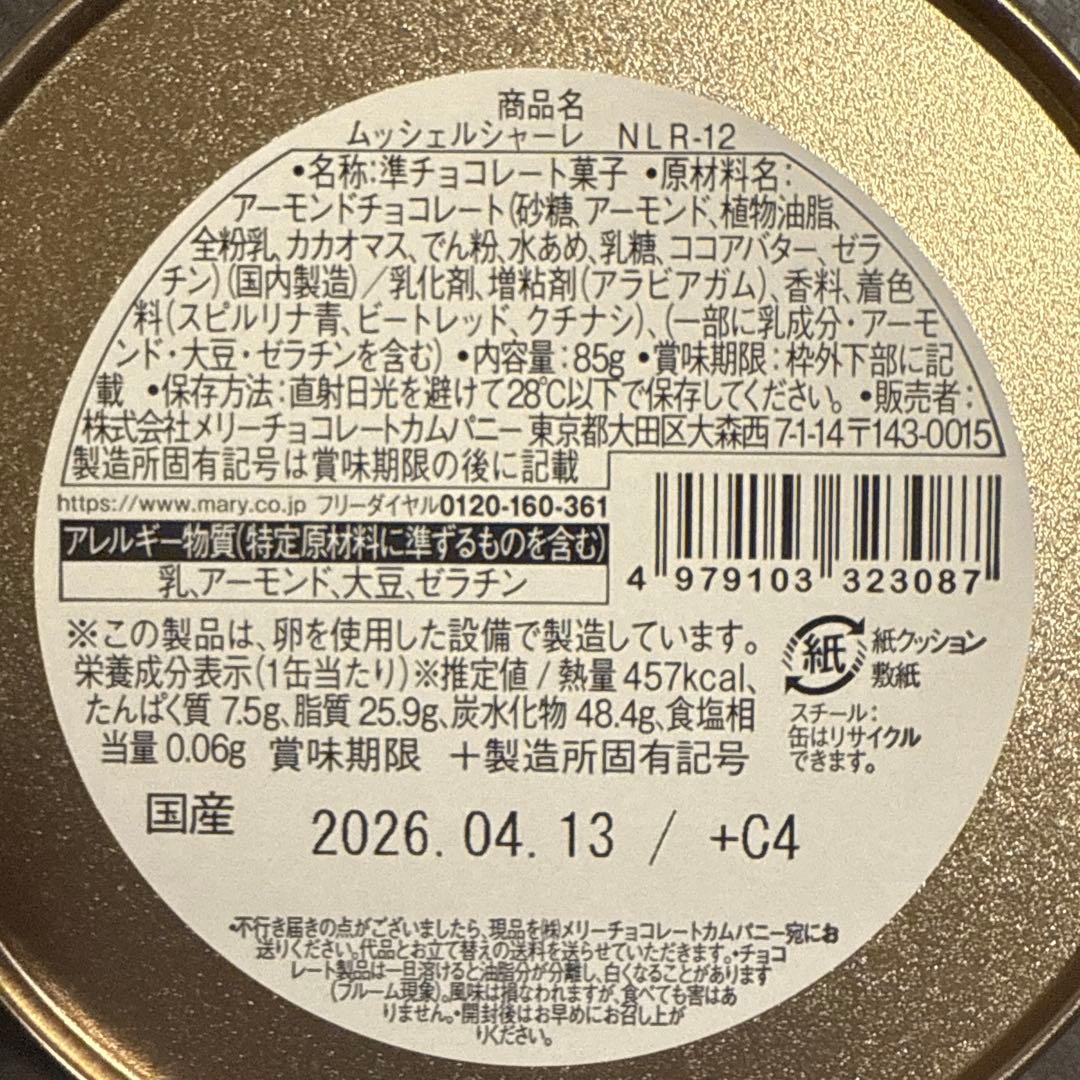 商品名
ムッシェルシャーレ　NLR-12
•名称:準チョコレート菓子 •原材料名:
アーモンドチョコレート(砂糖、アーモンド、植物油脂、
全粉乳、カカオマス、でん粉、水あめ、乳糖、ココアバター、ゼラ
チン)(国内製造)／乳化剤、増粘剤(アラビアガム)、香料、着色
料(スピルリナ青、ビートレッド、クチナシ)、(一部に乳成分・アーモ
ンド・大豆・ゼラチンを含む) •内容量:85g •賞味期限:枠外下部に記
載 •保存方法:直射日光を避けて28℃以下で保存してください。•販売者:
株式会社メリーチョコレートカムパニー 東京都大田区大森西7-1-14〒143-0015
製造所固有記号は賞味期限の後に記載
https://www.mary.co.jp フリーダイヤル0120-160-361
アレルギー物質(特定原材料に準ずるものを含む)
乳、アーモンド、大豆、ゼラチン
4 979103 323087
※この製品は、卵を使用した設備で製造しています。
栄養成分表示(1缶当たり)※推定値 / 熱量 457kcal、
たんぱく質 7.5g、脂質 25.9g、炭水化物 48.4g、食塩相
当量 0.06g 賞味期限 ＋製造所固有記号
紙 紙クッション
敷紙
スチール:
缶はリサイクル
できます。
国産
2026.04.13 / +C4
•不行き届きの点がございましたら、現品を㈱メリーチョコレートカムパニー宛にお
送りください。代品とお立て替えの送料を送らせていただきます。•チョコ
レート製品は一旦溶けると油脂分が分離し、白くなることがあります
(ブルーム現象)。風味は損なわれますが、食べても害はあ
りません。•開封後はお早めにお召し上が
りください。